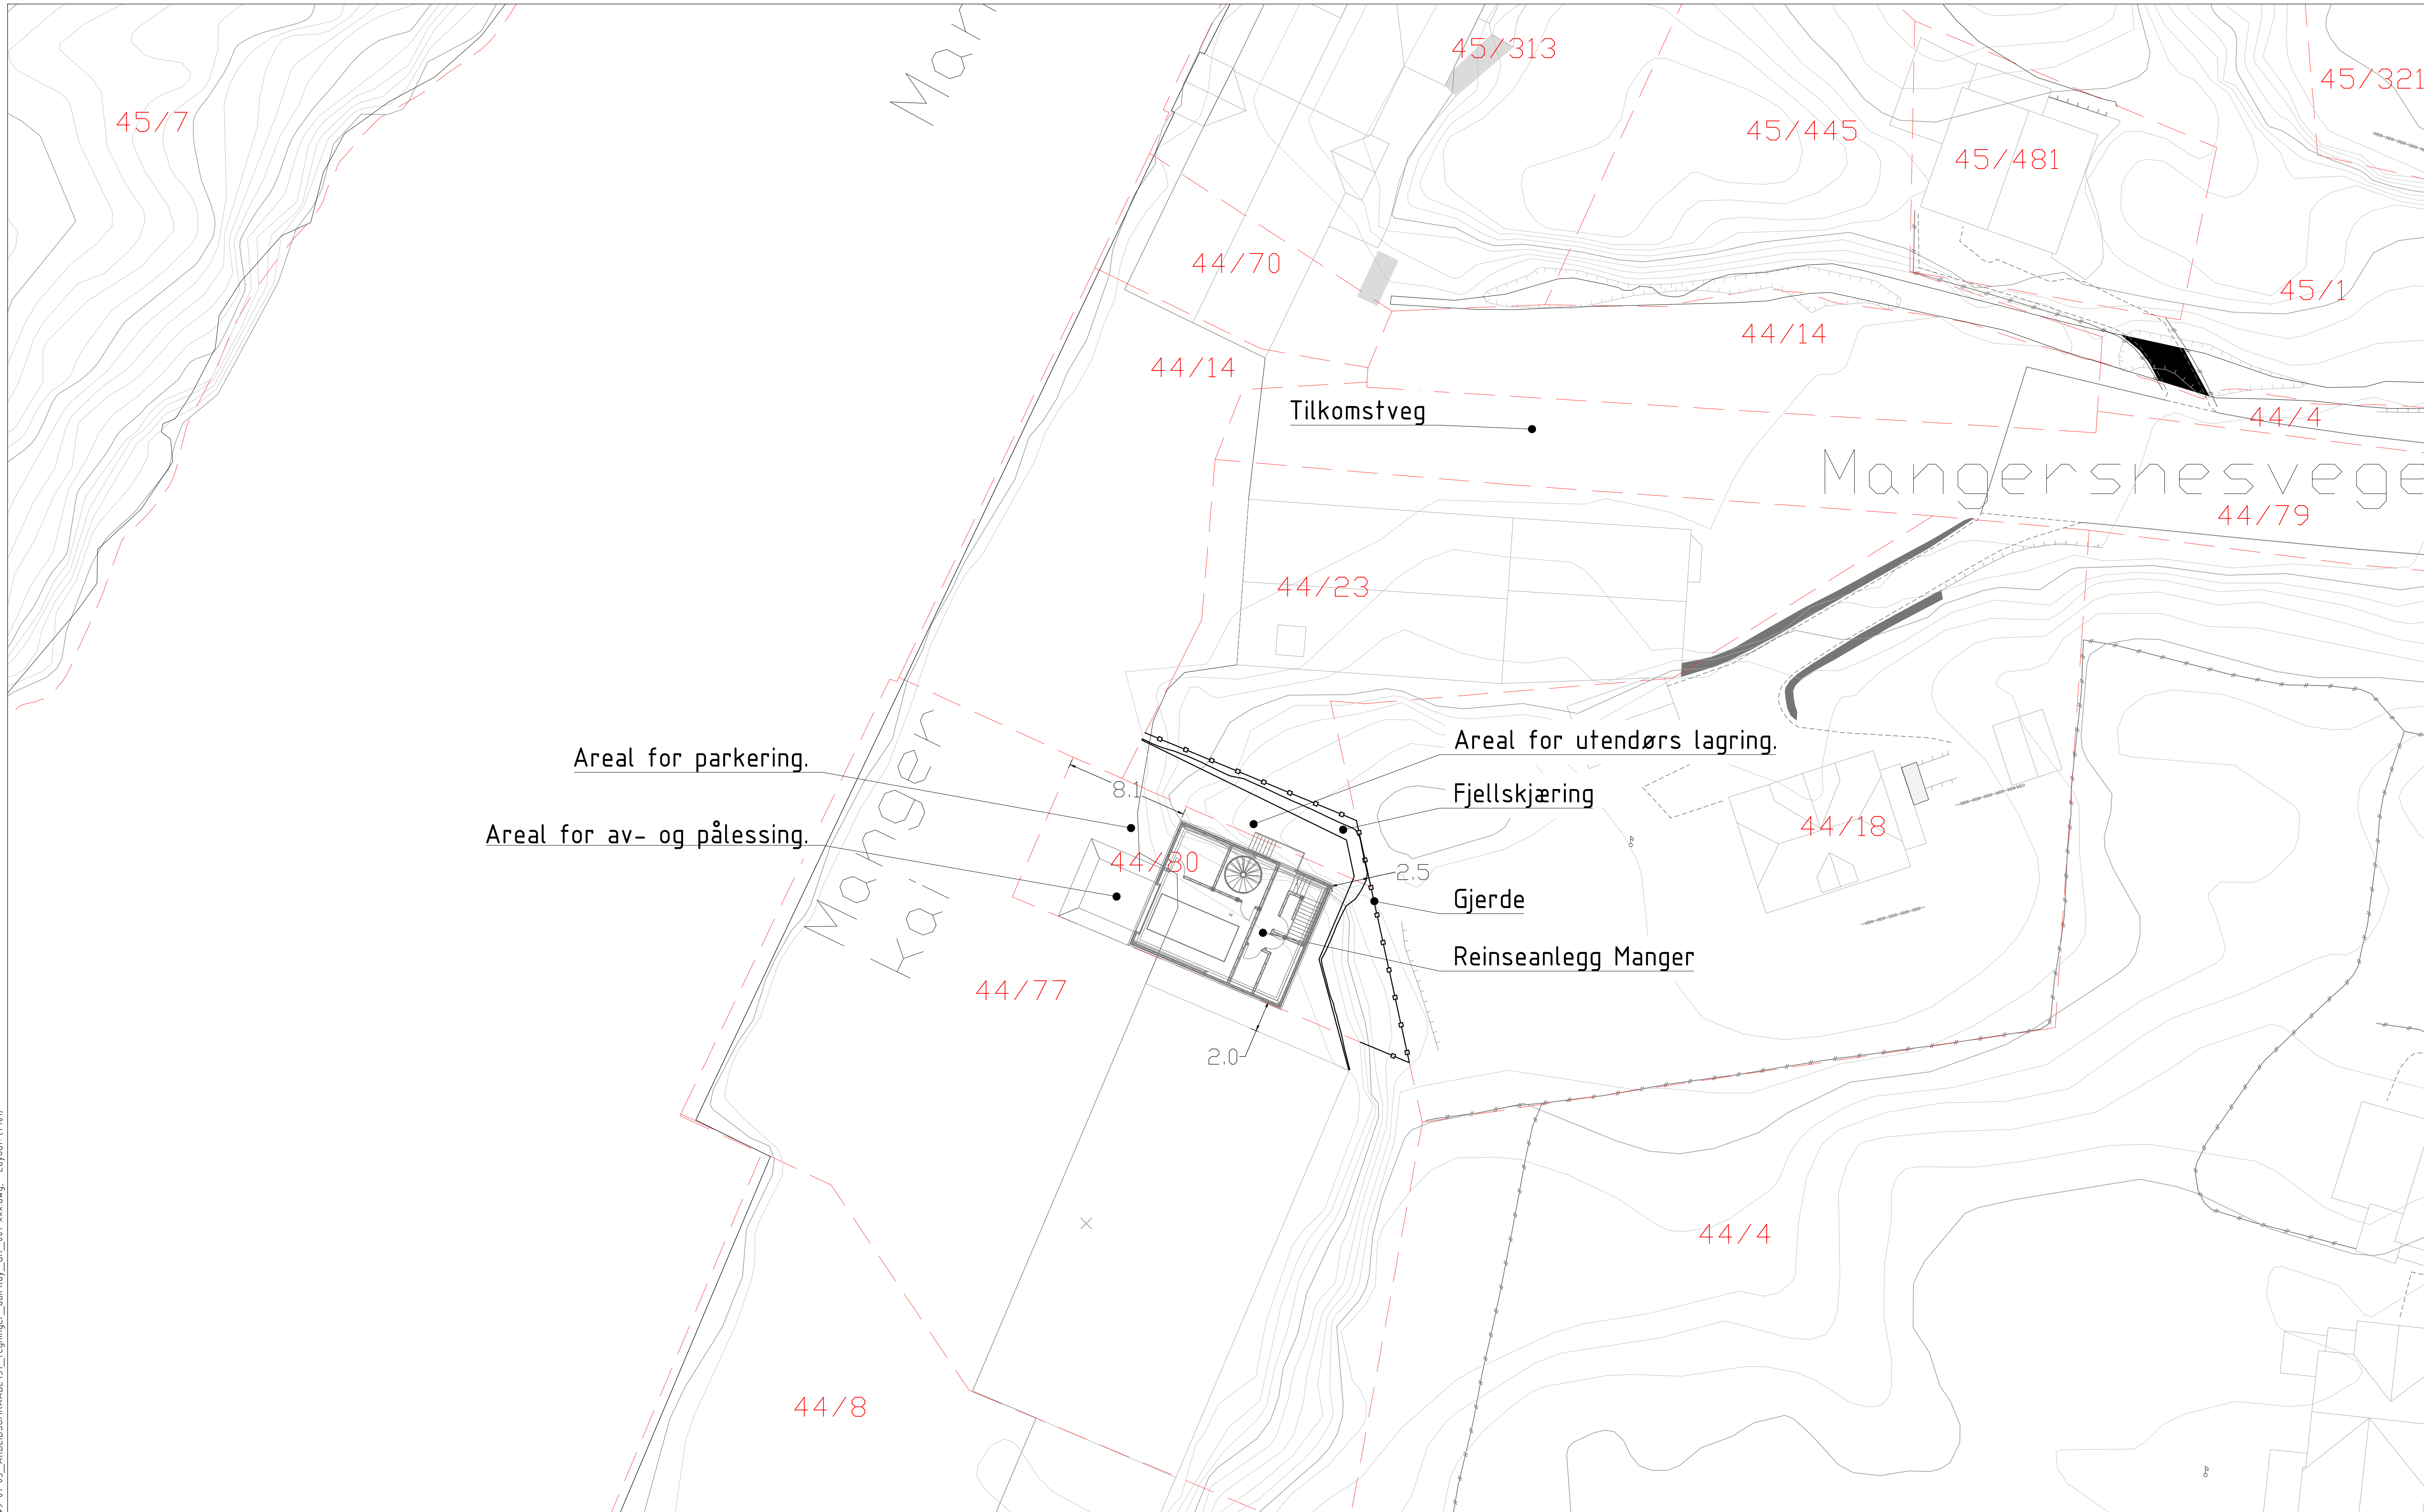 45/313
45/321
45/7
45/445
45/481
44/70
45/1
44/14
44/14
Tilkomstveg
44/4
44/79
44/23
Areal for parkering.
Areal for utendørs lagring.
8.1
Fjellskjæring
44/18
Areal for av- og pålessing.
44/80
2.5
Gjerde
Manger
kai
Reinseanlegg Manger
44/77
2.0
44/4
44/8